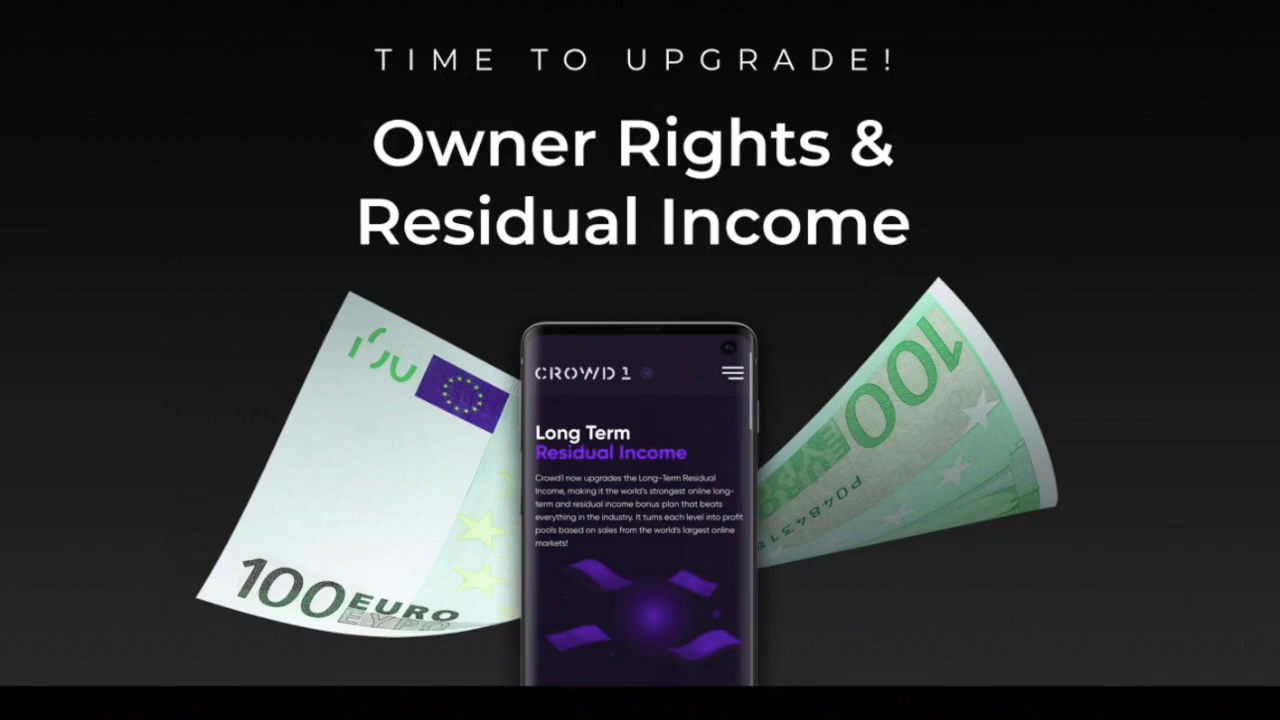 TIME TO UPGRADE!
Owner Rights &
Residual Income
CROWD1
Long Term
Residual Income
Crowd1 now upgrades the Long-Term Residual
Income, making it the world's strongest online long-
term and residual income bonus plan that beats
everything in the industry. It turns each level into profit
pools based on sales from the world's largest online
markets!
100
EURO
ΕΥΡΩ
100